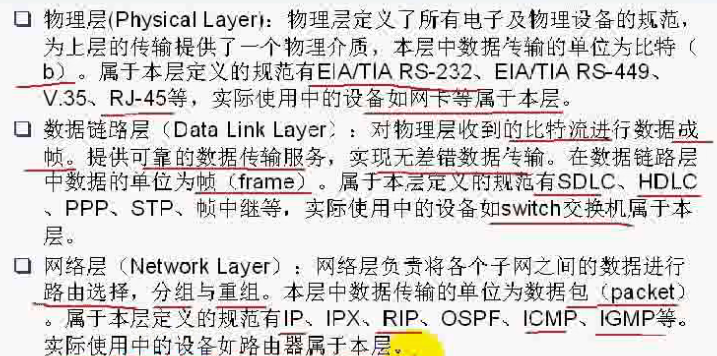 物理层(Physical Layer)：物理层定义了所有电子及物理设备的规范，
为上层的传输提供了一个物理介质，本层中数据传输的单位为比特（
b）。属于本层定义的规范有EIA/TIA RS-232、EIA/TIA RS-449、
V.35、RJ-45等，实际使用中的设备如网卡等属于本层。
数据链路层（Data Link Layer）：对物理层收到的比特流进行数据成
帧。提供可靠的数据传输服务，实现无差错数据传输。在数据链路层
中数据的单位为帧（frame）。属于本层定义的规范有SDLC、HDLC
、PPP、STP、帧中继等，实际使用中的设备如switch交换机属于本
层。
网络层（Network Layer）：网络层负责将各个子网之间的数据进行
路由选择，分组与重组。本层中数据传输的单位为数据包（packet）
。属于本层定义的规范有IP、IPX、RIP、OSPF、ICMP、IGMP等。
实际使用中的设备如路由器属于本层。